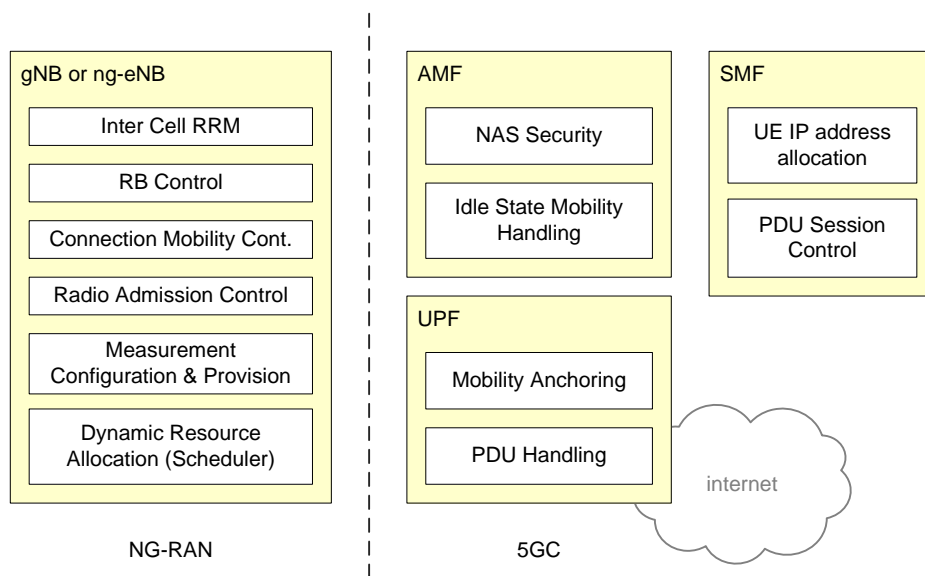 gNB or ng-eNB
Inter Cell RRM
RB Control
Connection Mobility Cont.
Radio Admission Control
Measurement
Configuration & Provision
Dynamic Resource
Allocation (Scheduler)
NG-RAN
AMF
NAS Security
Idle State Mobility
Handling
SMF
UE IP address
allocation
PDU Session
Control
UPF
Mobility Anchoring
PDU Handling
internet
5GC